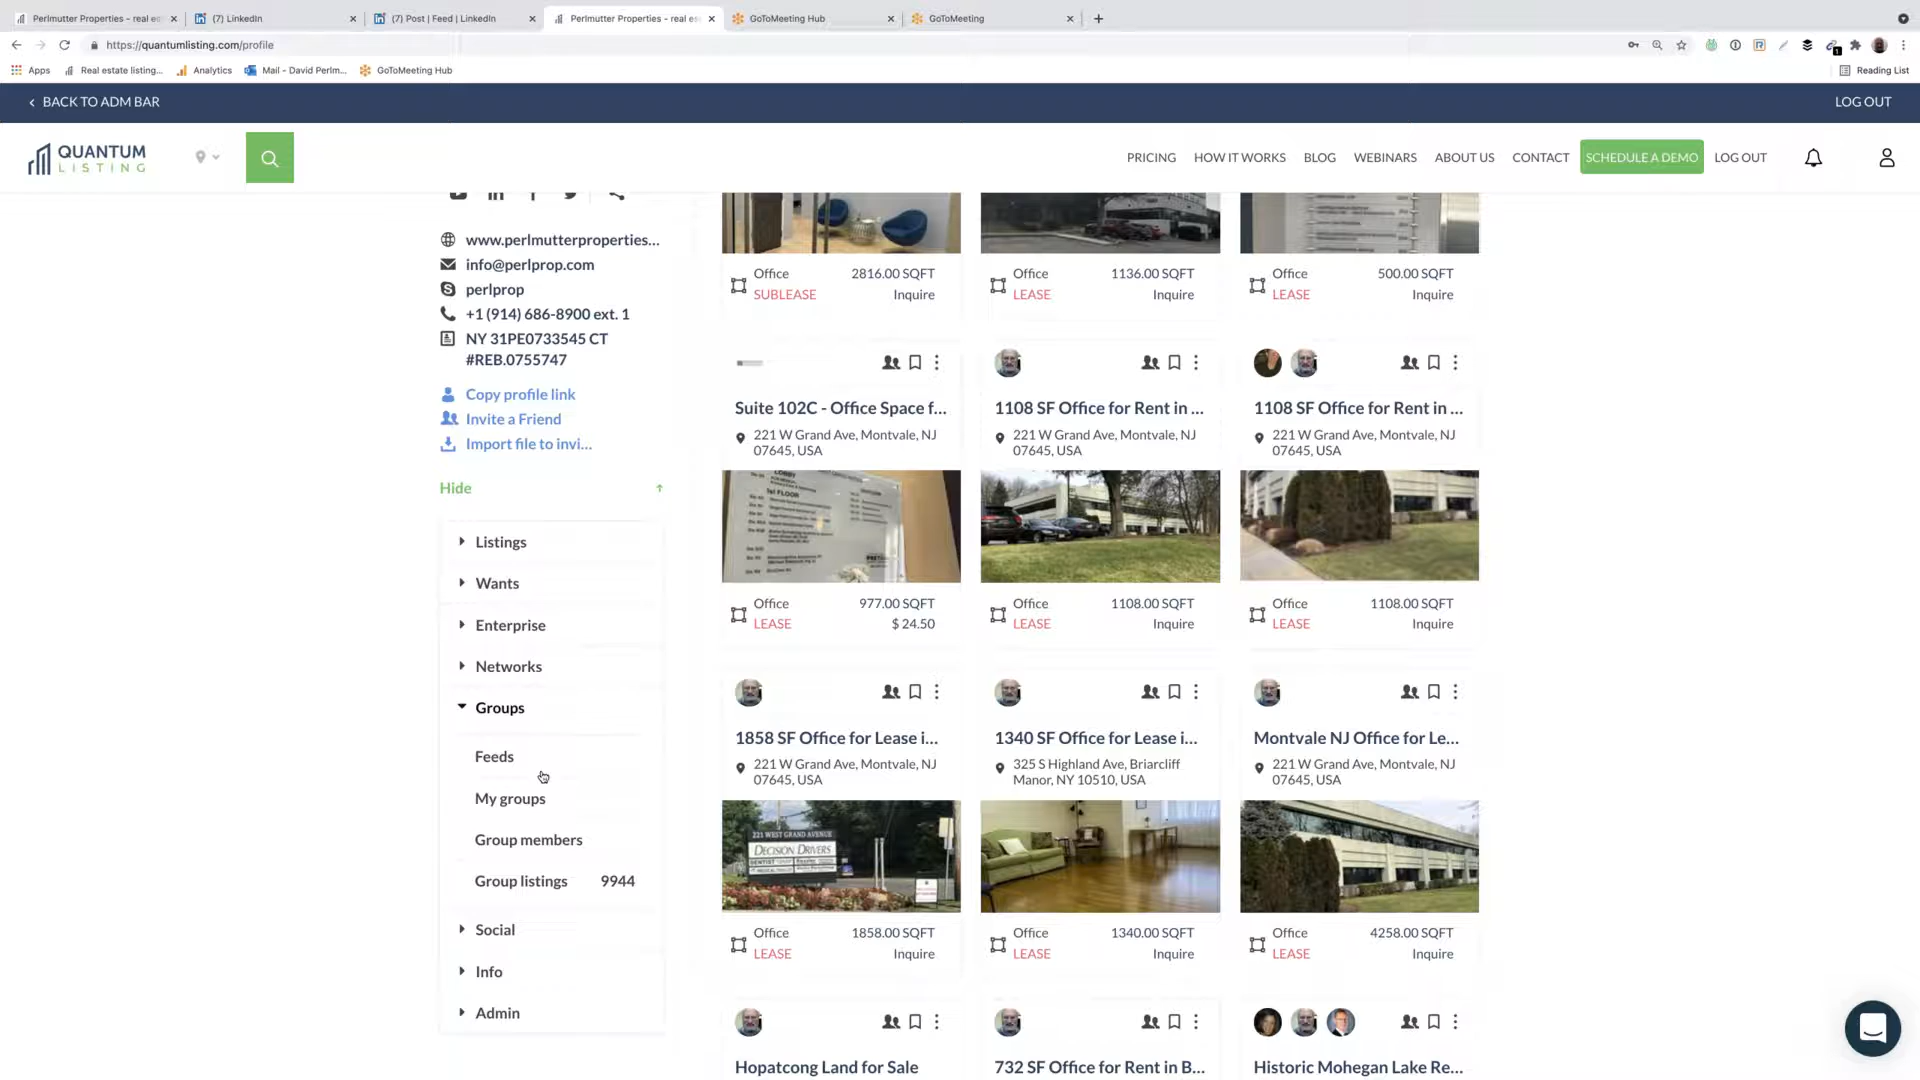 Perlmutter Properties - real es
(7) LinkedIn
(7) Post | Feed | LinkedIn
Perlmutter Properties - real es
GoToMeeting Hub
GoToMeeting
https://quantumlisting.com/profile
Apps
Real estate listing...
Analytics
Mail - David Perlm...
GoToMeeting Hub
Reading List
BACK TO ADM BAR
LOG OUT
QUANTUM
LISTING
PRICING
HOW IT WORKS
BLOG
WEBINARS
ABOUT US
CONTACT
SCHEDULE A DEMO
LOG OUT
www.perlmutterproperties...
info@perlprop.com
perlprop
+1 (914) 686-8900 ext. 1
NY 31PE0733545 CT
#REB.0755747
Copy profile link
Invite a Friend
Import file to invi...
Hide
Listings
Wants
Enterprise
Networks
Groups
Feeds
My groups
Group members
Group listings 9944
Social
Info
Admin
Office 2816.00 SQFT
SUBLEASE Inquire
Office 1136.00 SQFT
LEASE Inquire
Office 500.00 SQFT
LEASE Inquire
Suite 102C - Office Space f...
221 W Grand Ave, Montvale, NJ
07645, USA
LOBBY
1st FLOOR
Office 977.00 SQFT
LEASE $ 24.50
1108 SF Office for Rent in ...
221 W Grand Ave, Montvale, NJ
07645, USA
Office 1108.00 SQFT
LEASE Inquire
1108 SF Office for Rent in ...
221 W Grand Ave, Montvale, NJ
07645, USA
Office 1108.00 SQFT
LEASE Inquire
1858 SF Office for Lease i...
221 W Grand Ave, Montvale, NJ
07645, USA
221 WEST GRAND AVENUE
DECISION DRIVERS
DENTIST
Office 1858.00 SQFT
LEASE Inquire
1340 SF Office for Lease i...
325 S Highland Ave, Briarcliff
Manor, NY 10510, USA
Office 1340.00 SQFT
LEASE Inquire
Montvale NJ Office for Le...
221 W Grand Ave, Montvale, NJ
07645, USA
Office 4258.00 SQFT
LEASE Inquire
Hopatcong Land for Sale
732 SF Office for Rent in B...
Historic Mohegan Lake Re...